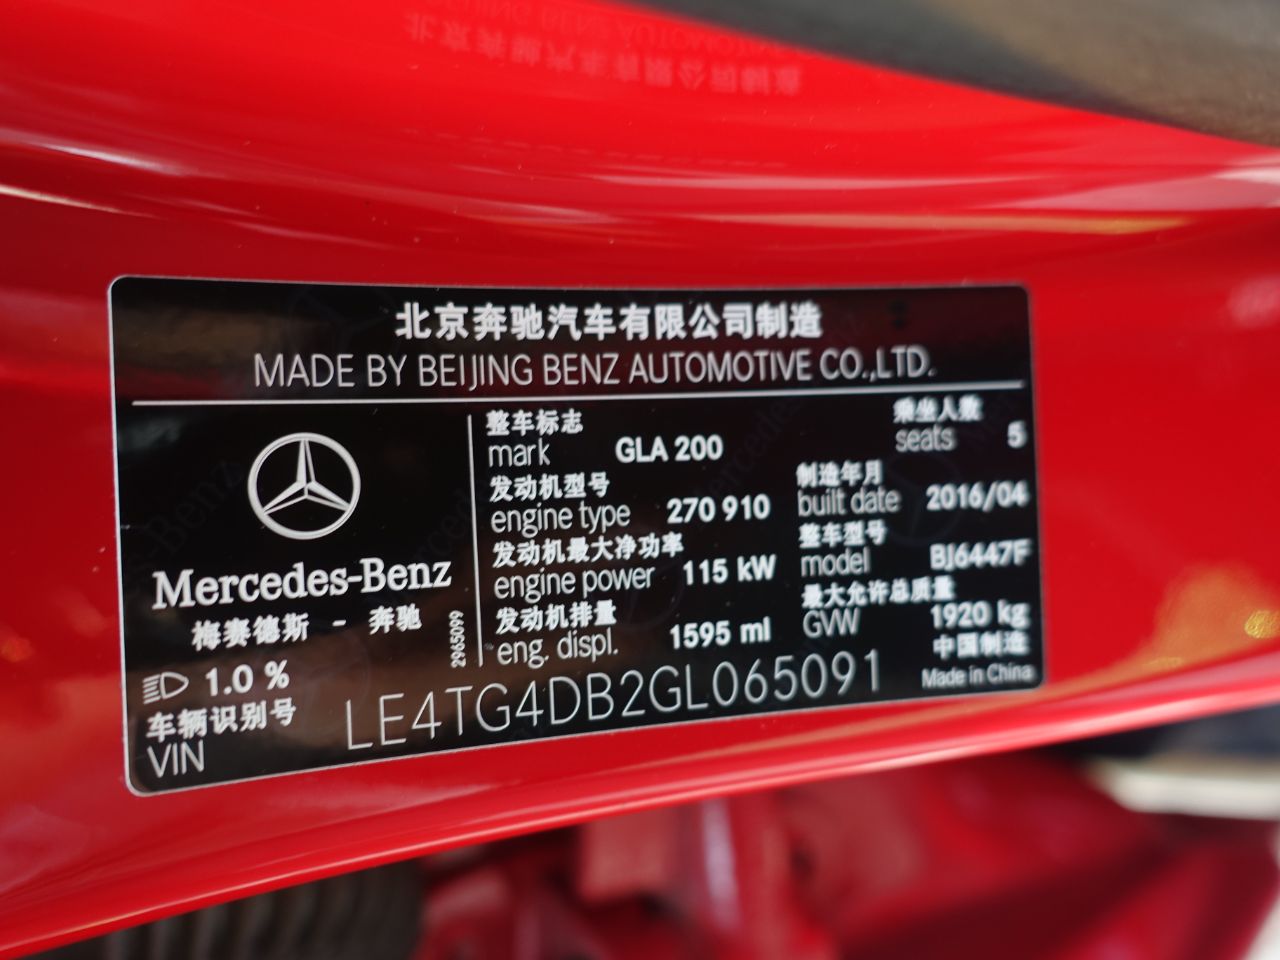 北京奔驰汽车有限公司制造
MADE BY BEIJING BENZ AUTOMOTIVE CO.,LTD.
Mercedes-Benz
梅赛德斯 - 奔驰
2965099
1.0 %
整车标志
mark GLA 200
乘坐人数
seats 5
发动机型号
engine type 270 910
制造年月
built date 2016/04
发动机最大净功率
engine power 115 kW
整车型号
model BJ6447F
发动机排量
eng. displ. 1595 ml
最大允许总质量
GVW 1920 kg
中国制造
Made in China
车辆识别号
VIN LE4TG4DB2GL065091